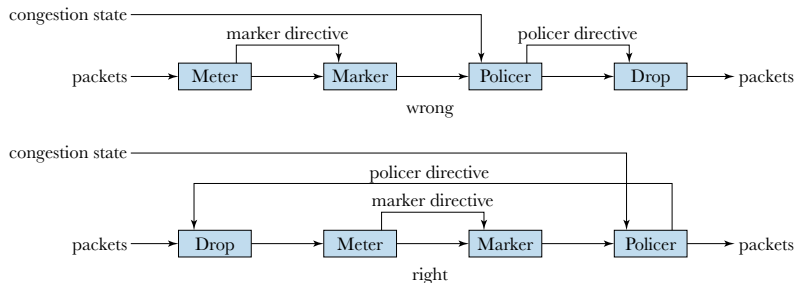 congestion state
marker directive
policer directive
packets
Meter
Marker
Policer
Drop
packets
wrong
congestion state
policer directive
marker directive
packets
Drop
Meter
Marker
Policer
packets
right